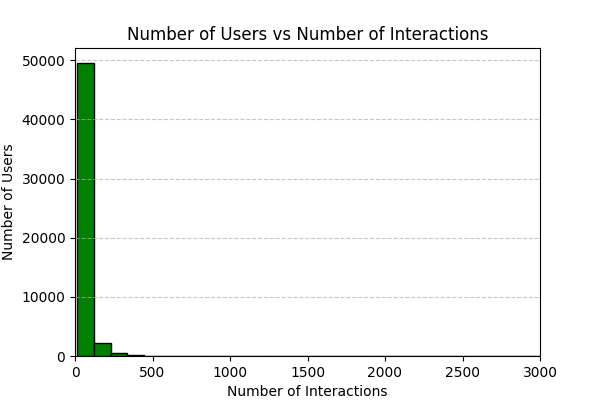 Number of Users vs Number of Interactions
50000
40000
30000
20000
10000
0
Number of Users
0 500 1000 1500 2000 2500 3000
Number of Interactions